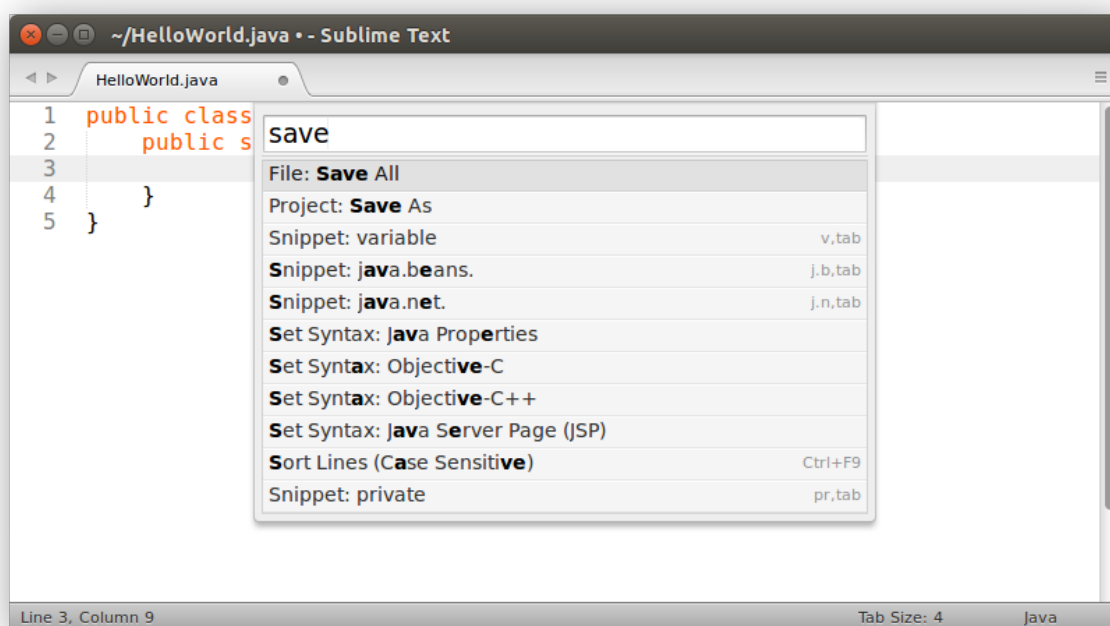 ~/HelloWorld.java • - Sublime Text
HelloWorld.java
1 public class
2 public s
3
4 }
5 }
save
File: Save All
Project: Save As
Snippet: variable v,tab
Snippet: java.beans. j.b,tab
Snippet: java.net. j.n,tab
Set Syntax: Java Properties
Set Syntax: Objective-C
Set Syntax: Objective-C++
Set Syntax: Java Server Page (JSP)
Sort Lines (Case Sensitive) Ctrl+F9
Snippet: private pr,tab
Line 3, Column 9 Tab Size: 4 Java